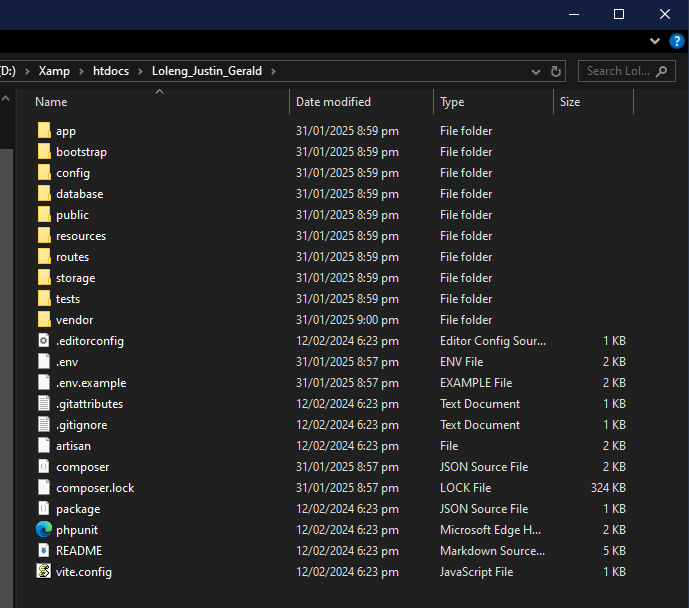 ?
D:) > Xamp > htdocs > Loleng_Justin_Gerald > Search Lol...
Name Date modified Type Size
app 31/01/2025 8:59 pm File folder
bootstrap 31/01/2025 8:59 pm File folder
config 31/01/2025 8:59 pm File folder
database 31/01/2025 8:59 pm File folder
public 31/01/2025 8:59 pm File folder
resources 31/01/2025 8:59 pm File folder
routes 31/01/2025 8:59 pm File folder
storage 31/01/2025 8:59 pm File folder
tests 31/01/2025 8:59 pm File folder
vendor 31/01/2025 9:00 pm File folder
.editorconfig 12/02/2024 6:23 pm Editor Config Sour... 1 KB
.env 31/01/2025 8:57 pm ENV File 2 KB
.env.example 31/01/2025 8:57 pm EXAMPLE File 2 KB
.gitattributes 12/02/2024 6:23 pm Text Document 1 KB
.gitignore 12/02/2024 6:23 pm Text Document 1 KB
artisan 12/02/2024 6:23 pm File 2 KB
composer 31/01/2025 8:57 pm JSON Source File 2 KB
composer.lock 31/01/2025 8:57 pm LOCK File 324 KB
package 12/02/2024 6:23 pm JSON Source File 1 KB
phpunit 12/02/2024 6:23 pm Microsoft Edge H... 2 KB
README 12/02/2024 6:23 pm Markdown Source... 5 KB
vite.config 12/02/2024 6:23 pm JavaScript File 1 KB